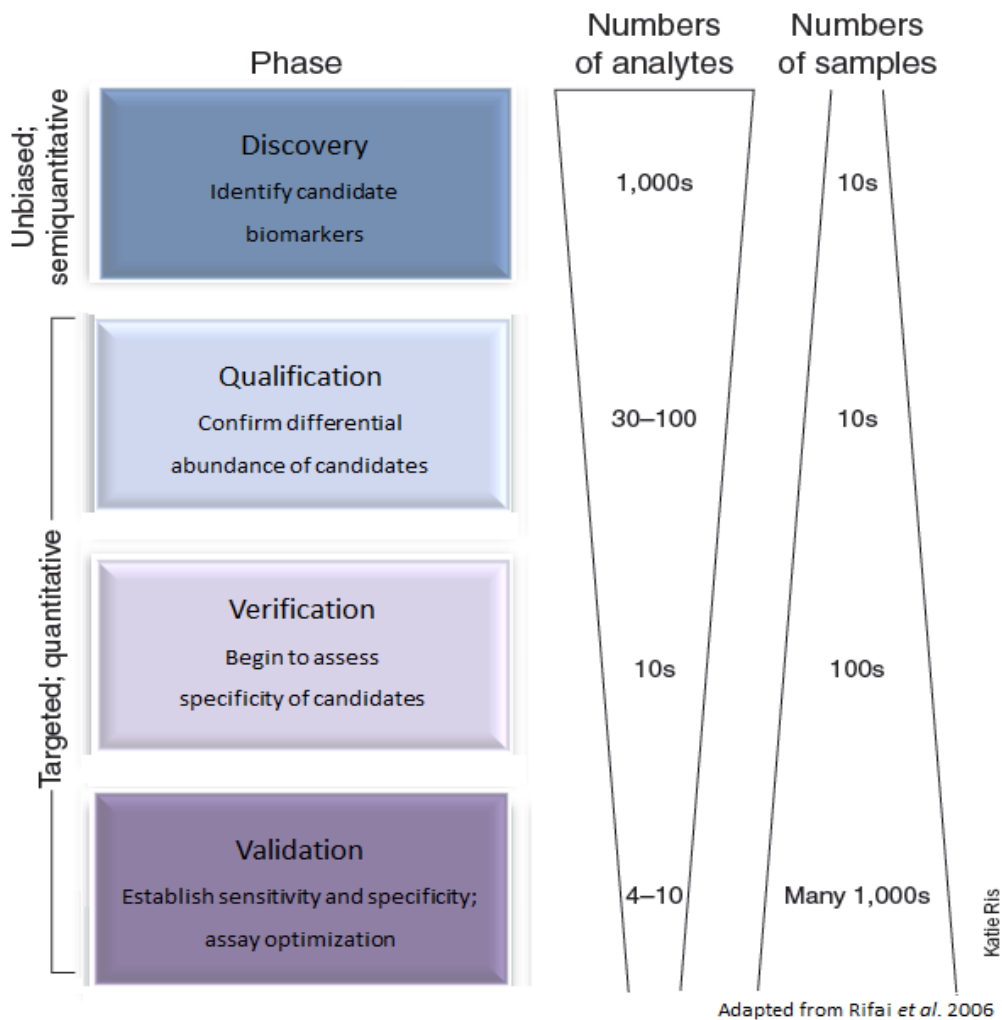 Phase
Numbers
of analytes
Numbers
of samples
Unbiased;
semiquantitative
Discovery
Identify candidate
biomarkers
1,000s
10s
Targeted; quantitative
Qualification
Confirm differential
abundance of candidates
30–100
10s
Verification
Begin to assess
specificity of candidates
10s
100s
Validation
Establish sensitivity and specificity;
assay optimization
4–10
Many 1,000s
Katie Ris
Adapted from Rifai et al. 2006